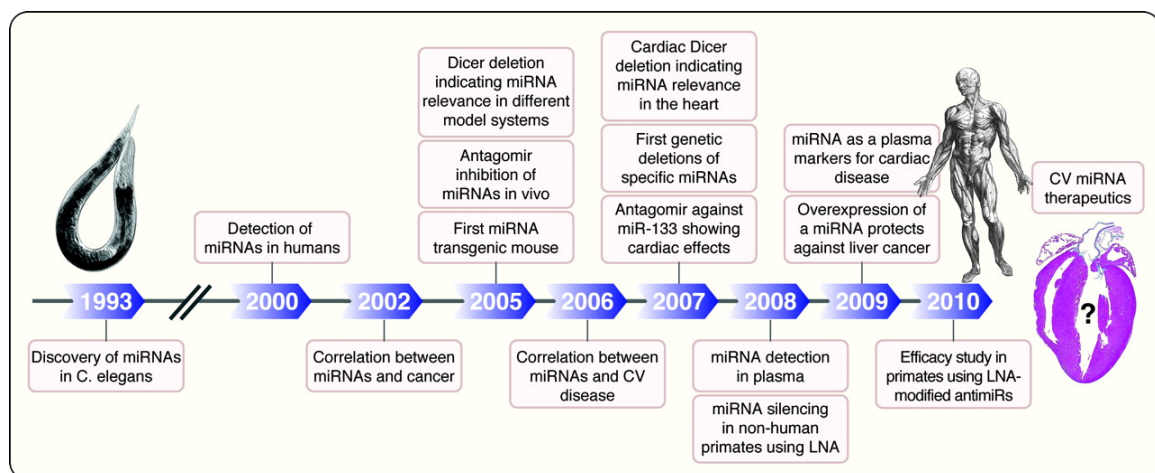 Dicer deletion
indicating miRNA
relevance in different
model systems
Antagomir
inhibition of
miRNAs in vivo
First miRNA
transgenic mouse
Cardiac Dicer
deletion indicating
miRNA relevance
in the heart
First genetic
deletions of
specific miRNAs
Antagomir against
miR-133 showing
cardiac effects
miRNA as a plasma
markers for cardiac
disease
Overexpression of
a miRNA protects
against liver cancer
CV miRNA
therapeutics
Detection of
miRNAs in humans
1993
2000
2002
2005
2006
2007
2008
2009
2010
?
Discovery of miRNAs
in C. elegans
Correlation between
miRNAs and cancer
Correlation between
miRNAs and CV
disease
miRNA detection
in plasma
miRNA silencing
in non-human
primates using LNA
Efficacy study in
primates using LNA-
modified antimiRs